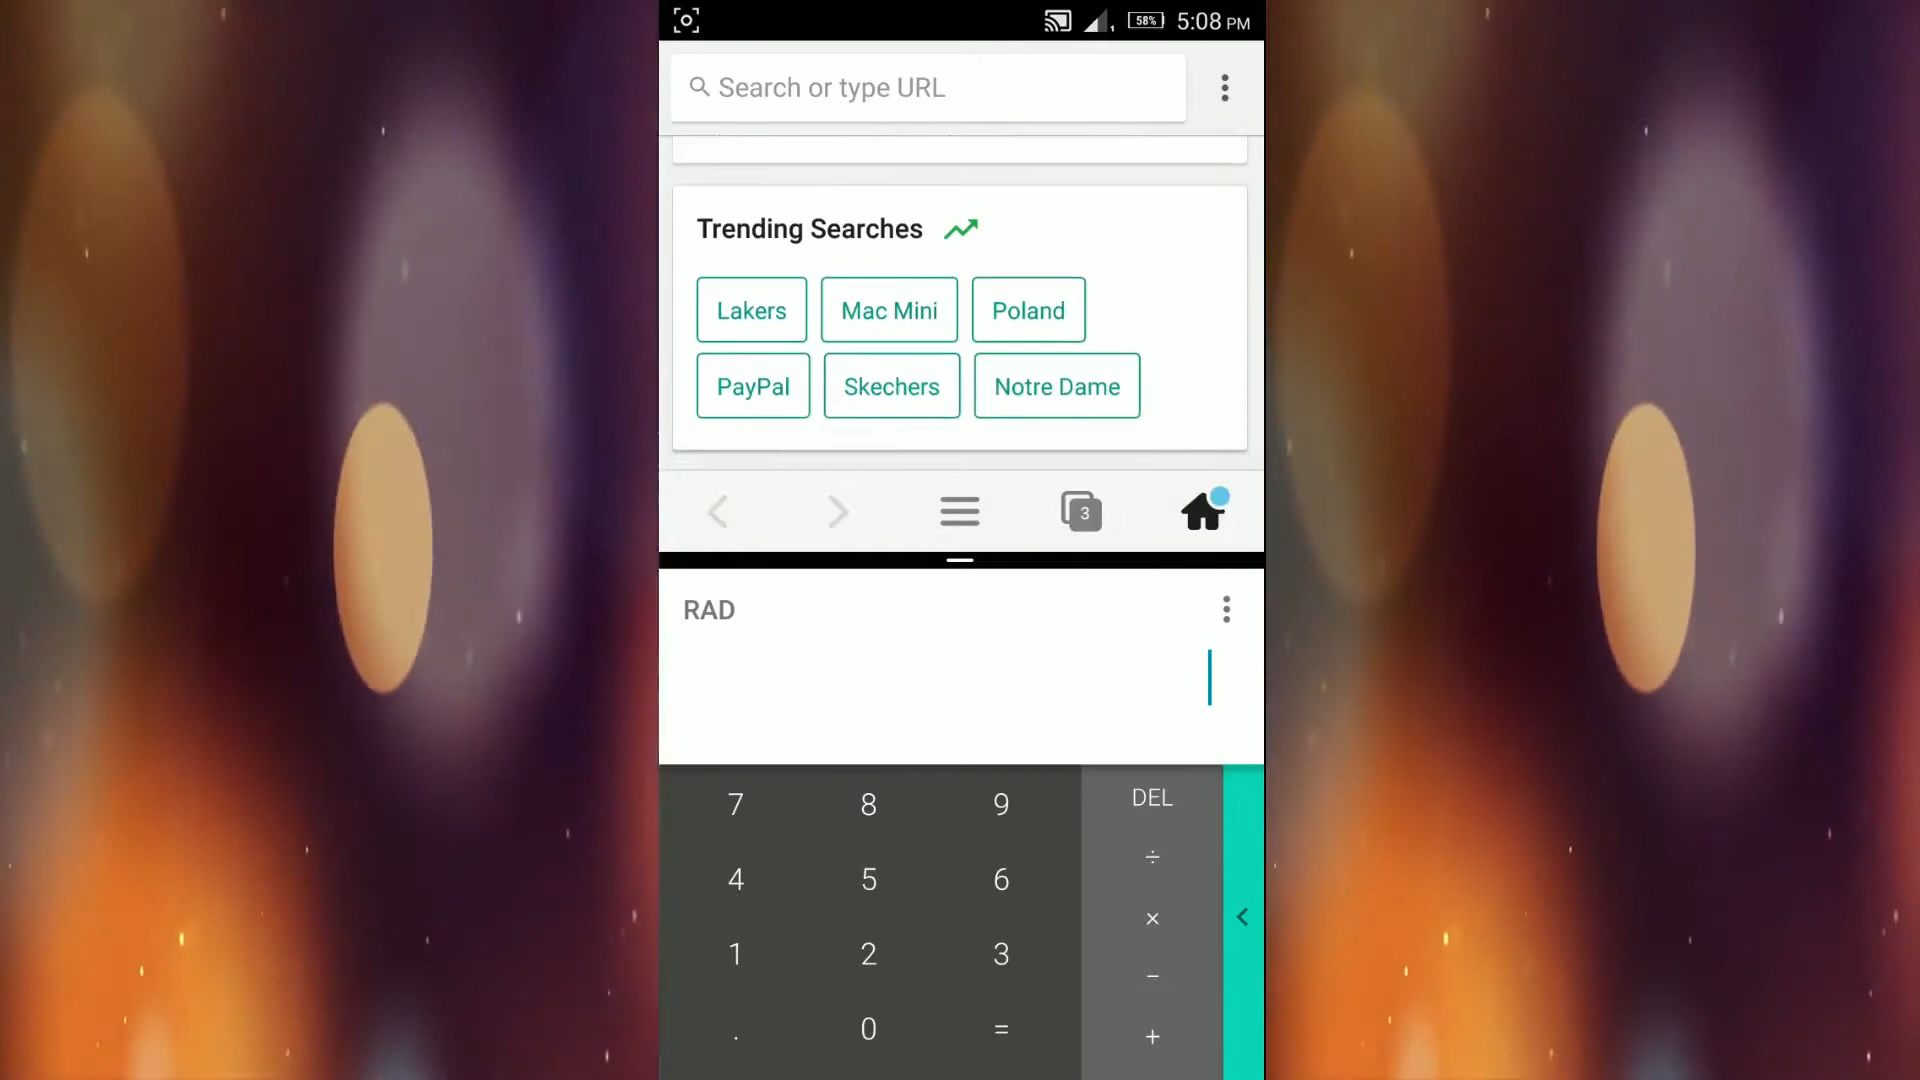 58% 5:08 PM
Search or type URL
Trending Searches
Lakers Mac Mini Poland
PayPal Skechers Notre Dame
3
RAD
7 8 9 DEL
÷
4 5 6
×
1 2 3
−
. 0 =
+